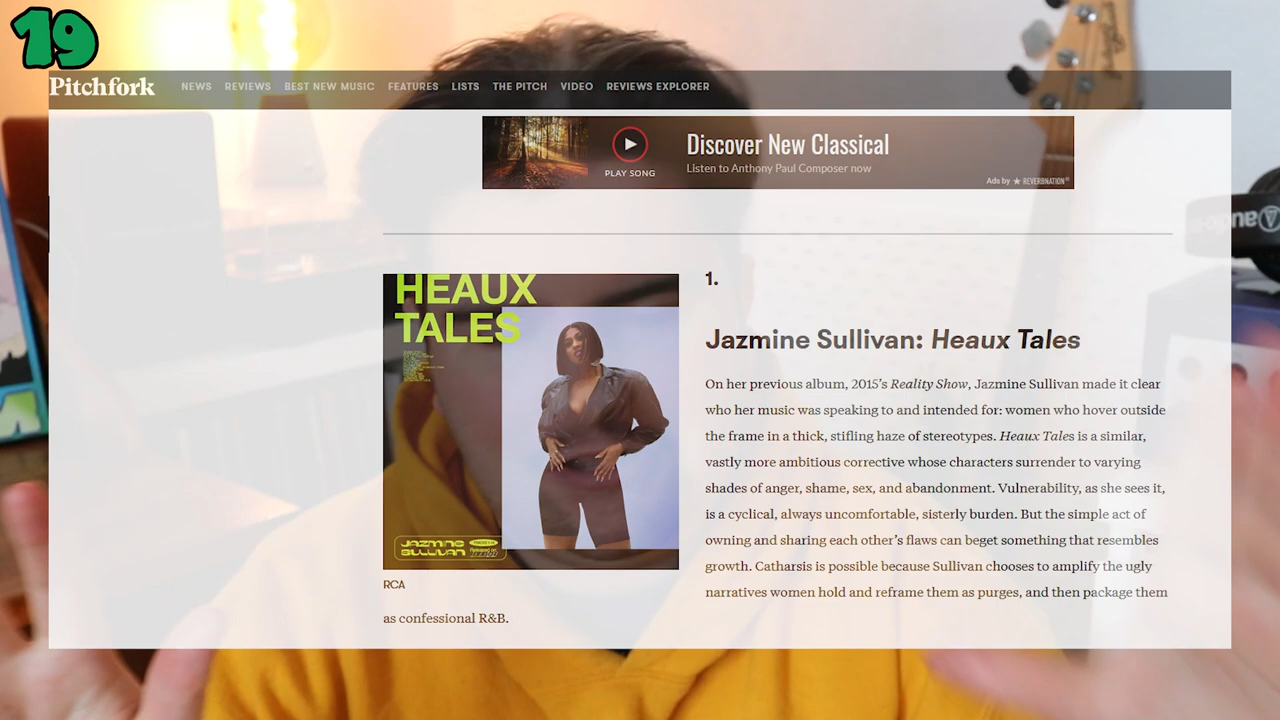 19
Pitchfork
NEWS REVIEWS BEST NEW MUSIC FEATURES LISTS THE PITCH VIDEO REVIEWS EXPLORER
PLAY SONG
Discover New Classical
Listen to Anthony Paul Composer now
Ads by REVERBNATION
HEAUX
TALES
JAZMINE
SULLIVAN
RCA
1.
Jazmine Sullivan: Heaux Tales
On her previous album, 2015's Reality Show, Jazmine Sullivan made it clear
who her music was speaking to and intended for: women who hover outside
the frame in a thick, stifling haze of stereotypes. Heaux Tales is a similar,
vastly more ambitious corrective whose characters surrender to varying
shades of anger, shame, sex, and abandonment. Vulnerability, as she sees it,
is a cyclical, always uncomfortable, sisterly burden. But the simple act of
owning and sharing each other's flaws can beget something that resembles
growth. Catharsis is possible because Sullivan chooses to amplify the ugly
narratives women hold and reframe them as purges, and then package them
as confessional R&B.